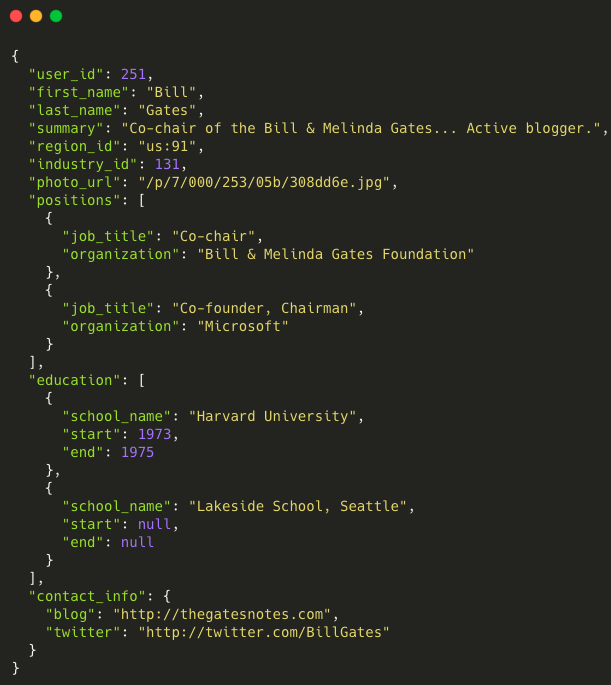 {
  "user_id": 251,
  "first_name": "Bill",
  "last_name": "Gates",
  "summary": "Co-chair of the Bill & Melinda Gates... Active blogger.",
  "region_id": "us:91",
  "industry_id": 131,
  "photo_url": "/p/7/000/253/05b/308dd6e.jpg",
  "positions": [
    {
      "job_title": "Co-chair",
      "organization": "Bill & Melinda Gates Foundation"
    },
    {
      "job_title": "Co-founder, Chairman",
      "organization": "Microsoft"
    }
  ],
  "education": [
    {
      "school_name": "Harvard University",
      "start": 1973,
      "end": 1975
    },
    {
      "school_name": "Lakeside School, Seattle",
      "start": null,
      "end": null
    }
  ],
  "contact_info": {
    "blog": "http://thegatesnotes.com",
    "twitter": "http://twitter.com/BillGates"
  }
}